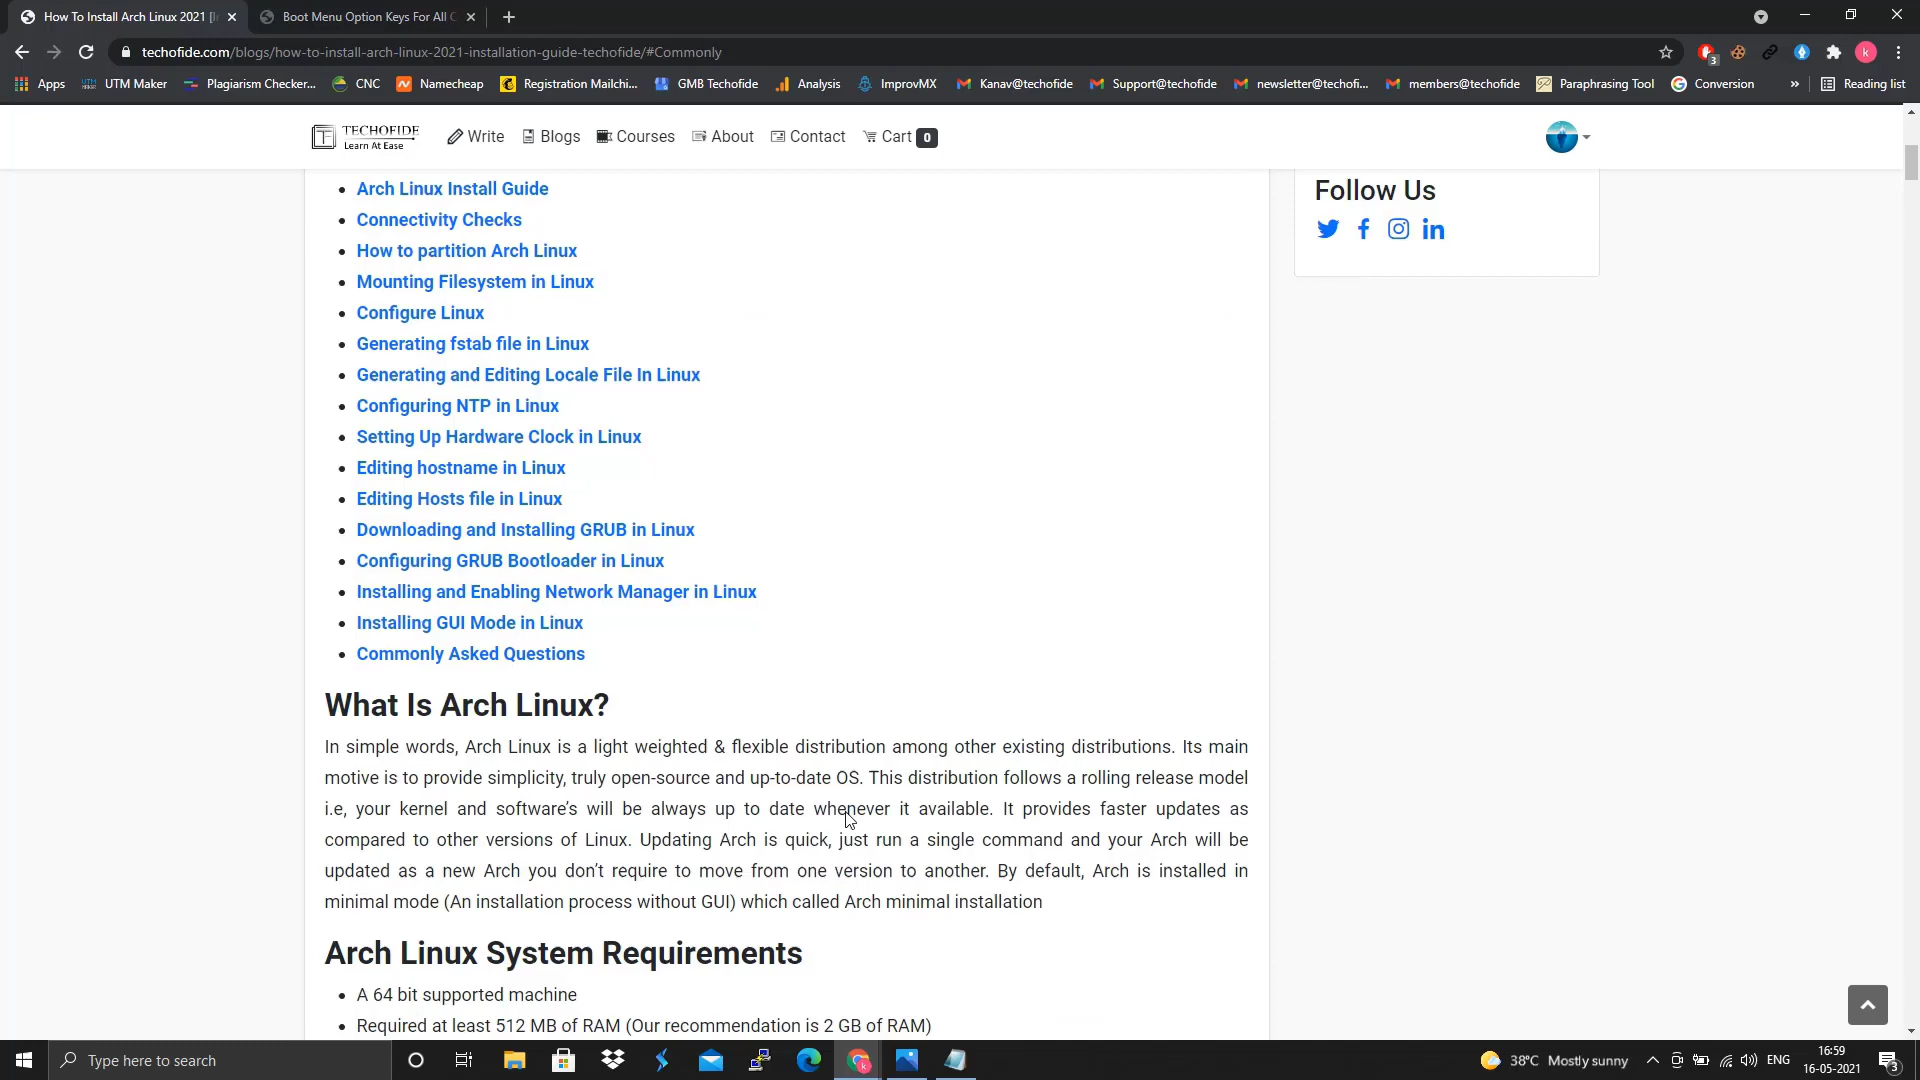 How To Install Arch Linux 2021 [I
Boot Menu Option Keys For All C
techofide.com/blogs/how-to-install-arch-linux-2021-installation-guide-techofide/#Commonly
3
k
Apps
UTM Maker
Plagiarism Checker...
CNC
Namecheap
Registration Mailchi...
GMB Techofide
Analysis
ImprovMX
Kanav@techofide
Support@techofide
newsletter@techofi...
members@techofide
Paraphrasing Tool
Conversion
»
Reading list
TECHOFIDE
Learn At Ease
Write
Blogs
Courses
About
Contact
Cart 0
Arch Linux Install Guide
Connectivity Checks
How to partition Arch Linux
Mounting Filesystem in Linux
Configure Linux
Generating fstab file in Linux
Generating and Editing Locale File In Linux
Configuring NTP in Linux
Setting Up Hardware Clock in Linux
Editing hostname in Linux
Editing Hosts file in Linux
Downloading and Installing GRUB in Linux
Configuring GRUB Bootloader in Linux
Installing and Enabling Network Manager in Linux
Installing GUI Mode in Linux
Commonly Asked Questions
Follow Us
What Is Arch Linux?
In simple words, Arch Linux is a light weighted & flexible distribution among other existing distributions. Its main
motive is to provide simplicity, truly open-source and up-to-date OS. This distribution follows a rolling release model
i.e, your kernel and software's will be always up to date whenever it available. It provides faster updates as
compared to other versions of Linux. Updating Arch is quick, just run a single command and your Arch will be
updated as a new Arch you don't require to move from one version to another. By default, Arch is installed in
minimal mode (An installation process without GUI) which called Arch minimal installation
Arch Linux System Requirements
A 64 bit supported machine
Required at least 512 MB of RAM (Our recommendation is 2 GB of RAM)
Type here to search
38°C Mostly sunny
ENG
16:59
16-05-2021
3